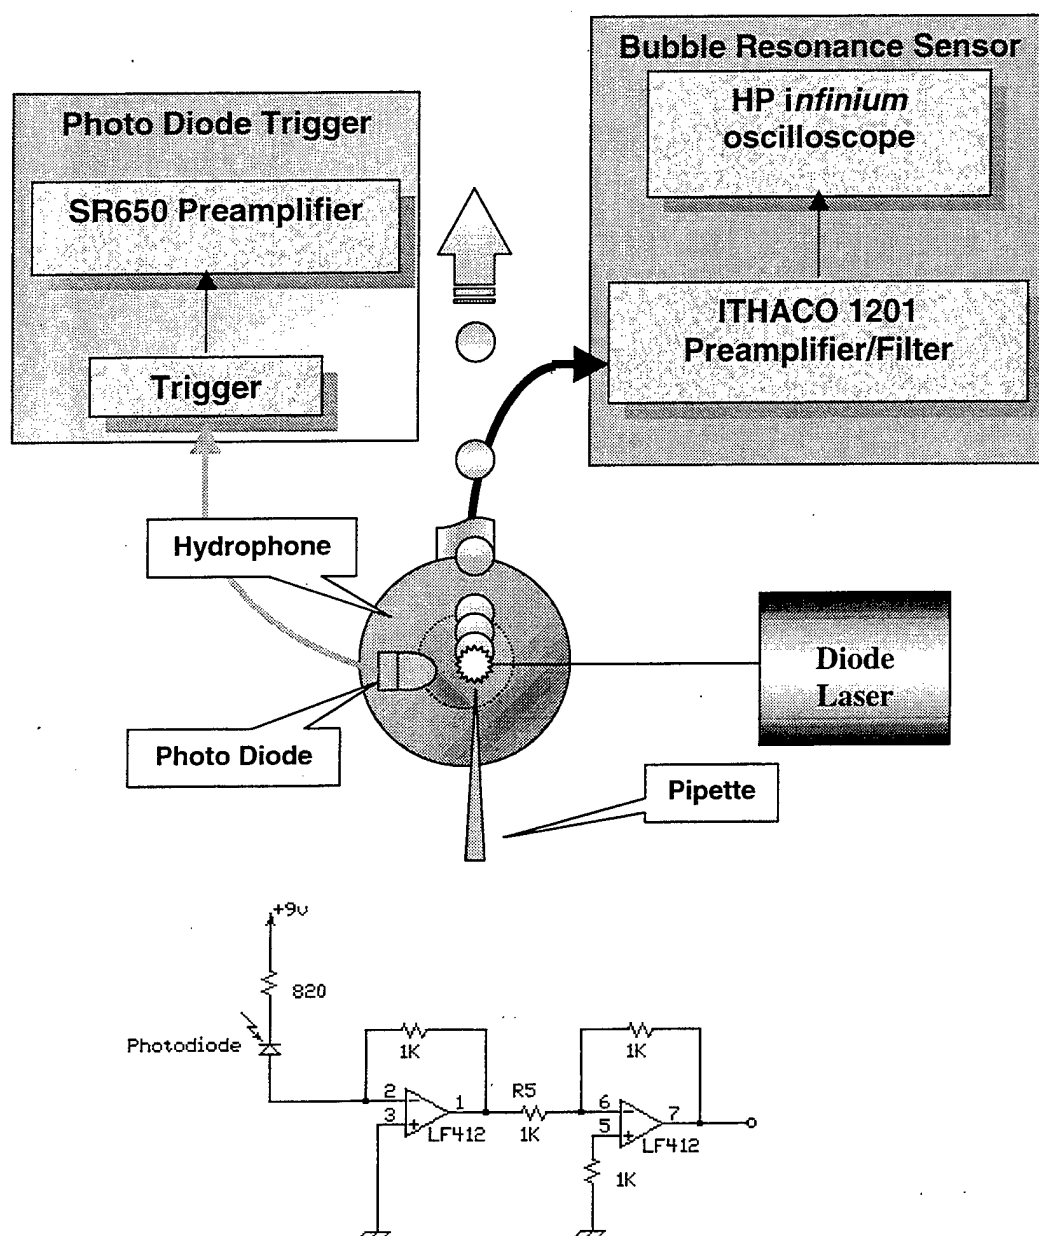 Bubble Resonance Sensor
HP infinium
oscilloscope
Photo Diode Trigger
SR650 Preamplifier
ITHACO 1201
Preamplifier/Filter
Trigger
Hydrophone
Diode
Laser
Photo Diode
Pipette
+9v
820
Photodiode
1K
2
3
1
LF412
R5
1K
1K
6
5
7
LF412
1K